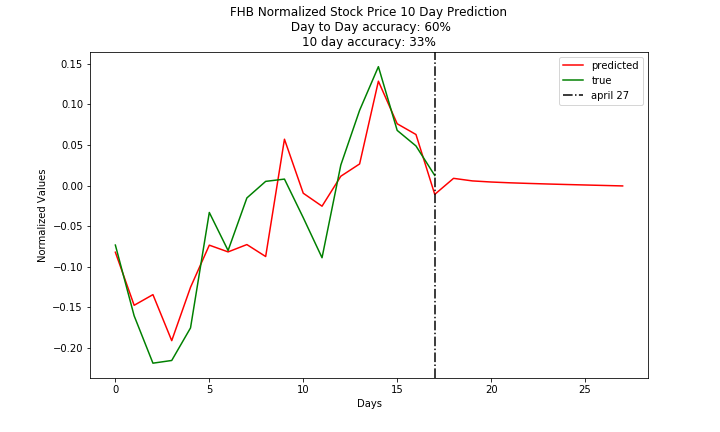 FHB Normalized Stock Price 10 Day Prediction
Day to Day accuracy: 60%
10 day accuracy: 33%
predicted
true
april 27
Normalized Values
0.15
0.10
0.05
0.00
−0.05
−0.10
−0.15
−0.20
0 5 10 15 20 25
Days